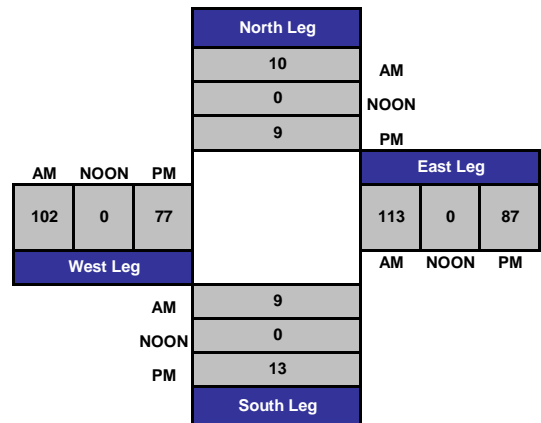 North Leg
10 AM
0 NOON
9 PM
East Leg
AM NOON PM
102 0 77
113 0 87
West Leg
AM NOON PM
AM 9
NOON 0
PM 13
South Leg